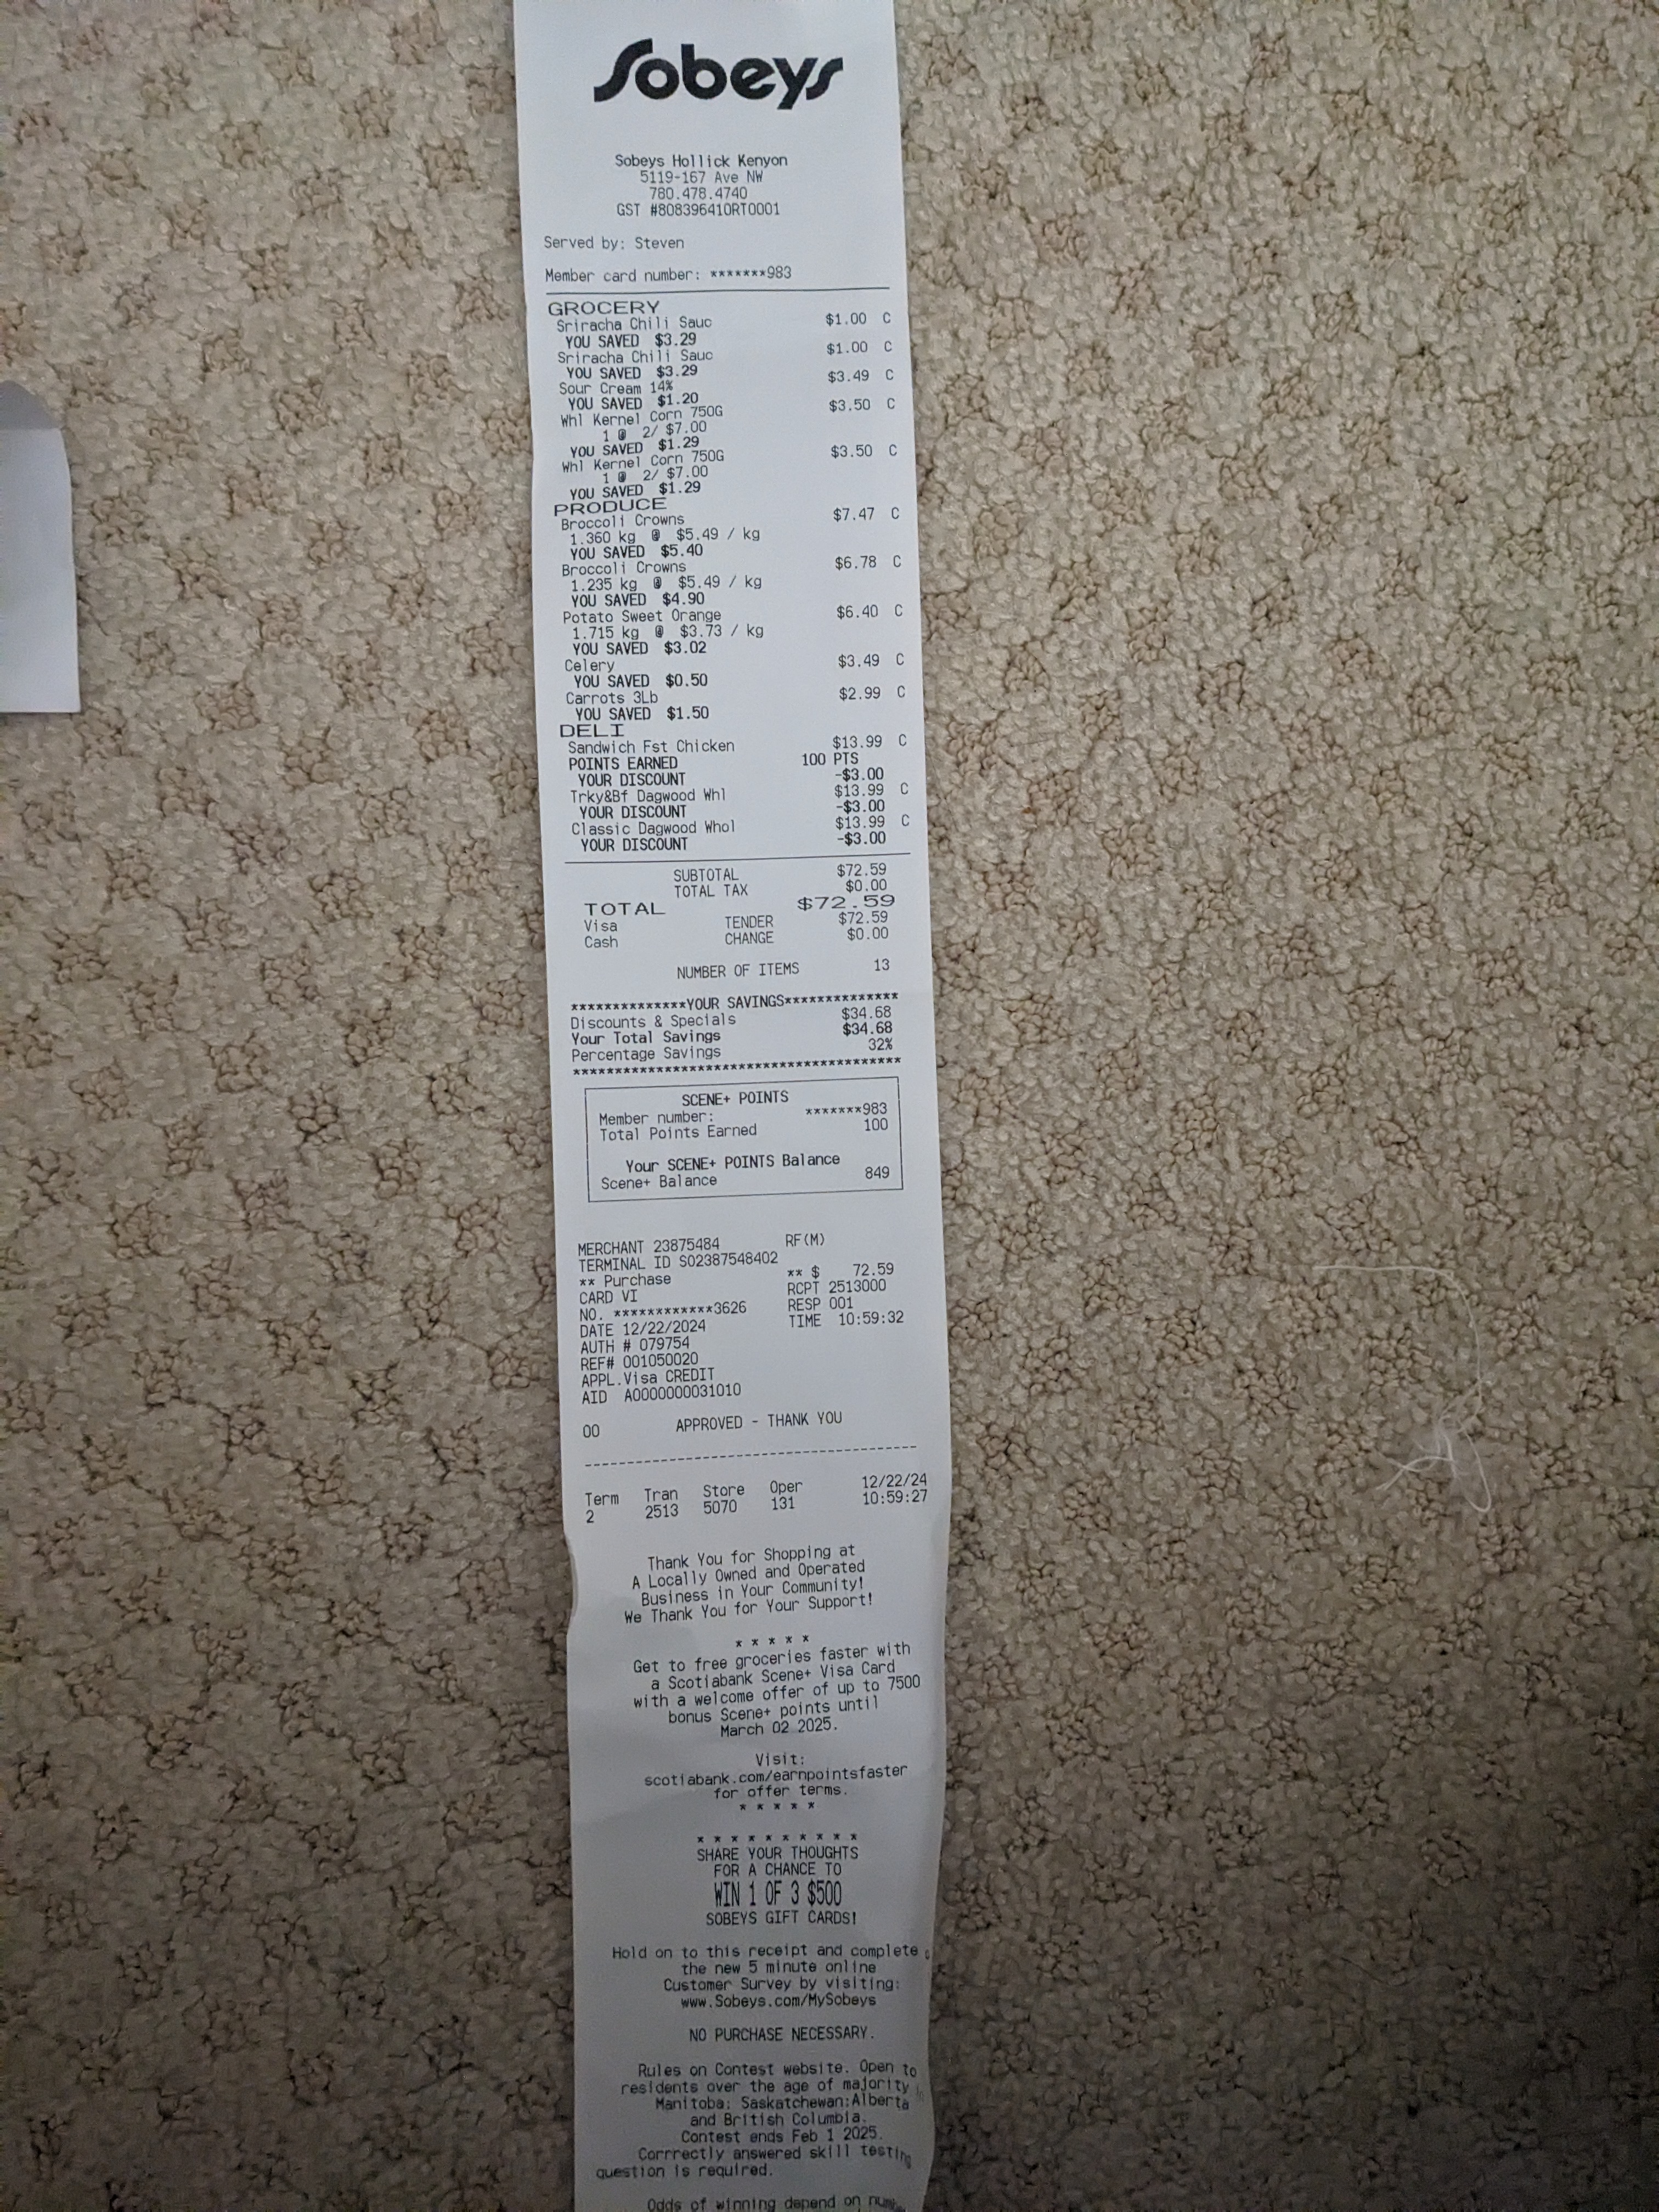 Sobeys
Sobeys Hollick Kenyon
5119-167 Ave NW
780.478.4740
GST #808396410RT0001
Served by: Steven
Member card number: *******983
GROCERY
Sriracha Chili Sauc $1.00 C
YOU SAVED $3.29
Sriracha Chili Sauc $1.00 C
YOU SAVED $3.29
Sour Cream 14% $3.49 C
YOU SAVED $1.20
Whl Kernel Corn 750G $3.50 C
1 @ 2/ $7.00
YOU SAVED $1.29
Whl Kernel Corn 750G $3.50 C
1 @ 2/ $7.00
YOU SAVED $1.29
PRODUCE
Broccoli Crowns $7.47 C
1.360 kg @ $5.49 / kg
YOU SAVED $5.40
Broccoli Crowns $6.78 C
1.235 kg @ $5.49 / kg
YOU SAVED $4.90
Potato Sweet Orange $6.40 C
1.715 kg @ $3.73 / kg
YOU SAVED $3.02
Celery $3.49 C
YOU SAVED $0.50
Carrots 3Lb $2.99 C
YOU SAVED $1.50
DELI
Sandwich Fst Chicken $13.99 C
POINTS EARNED 100 PTS
YOUR DISCOUNT -$3.00
Trky&Bf Dagwood Whl $13.99 C
YOUR DISCOUNT -$3.00
Classic Dagwood Whol $13.99 C
YOUR DISCOUNT -$3.00
SUBTOTAL $72.59
TOTAL TAX $0.00
TOTAL $72.59
Visa TENDER $72.59
Cash CHANGE $0.00
NUMBER OF ITEMS 13
**************YOUR SAVINGS**************
Discounts & Specials $34.68
Your Total Savings $34.68
Percentage Savings 32%
****************************************
SCENE+ POINTS
Member number: *******983
Total Points Earned 100
Your SCENE+ POINTS Balance
Scene+ Balance 849
MERCHANT 23875484 RF(M)
TERMINAL ID S02387548402
** Purchase ** $ 72.59
CARD VI RCPT 2513000
NO. ************3626 RESP 001
DATE 12/22/2024 TIME 10:59:32
AUTH # 079754
REF# 001050020
APPL.Visa CREDIT
AID A0000000031010
00 APPROVED - THANK YOU
----------------------------------------
Term Tran Store Oper 12/22/24
2 2513 5070 131 10:59:27
Thank You for Shopping at
A Locally Owned and Operated
Business in Your Community!
We Thank You for Your Support!
* * * * *
Get to free groceries faster with
a Scotiabank Scene+ Visa Card
with a welcome offer of up to 7500
bonus Scene+ points until
March 02 2025.
Visit:
scotiabank.com/earnpointsfaster
for offer terms.
* * * * *
* * * * * * * * * *
SHARE YOUR THOUGHTS
FOR A CHANCE TO
WIN 1 OF 3 $500
SOBEYS GIFT CARDS!
Hold on to this receipt and complete
the new 5 minute online
Customer Survey by visiting:
www.Sobeys.com/MySobeys
NO PURCHASE NECESSARY.
Rules on Contest website. Open to
residents over the age of majority
Manitoba; Saskatchewan:Alberta
and British Columbia.
Contest ends Feb 1 2025.
Corrrectly answered skill testing
question is required.
Odds of winning depend on